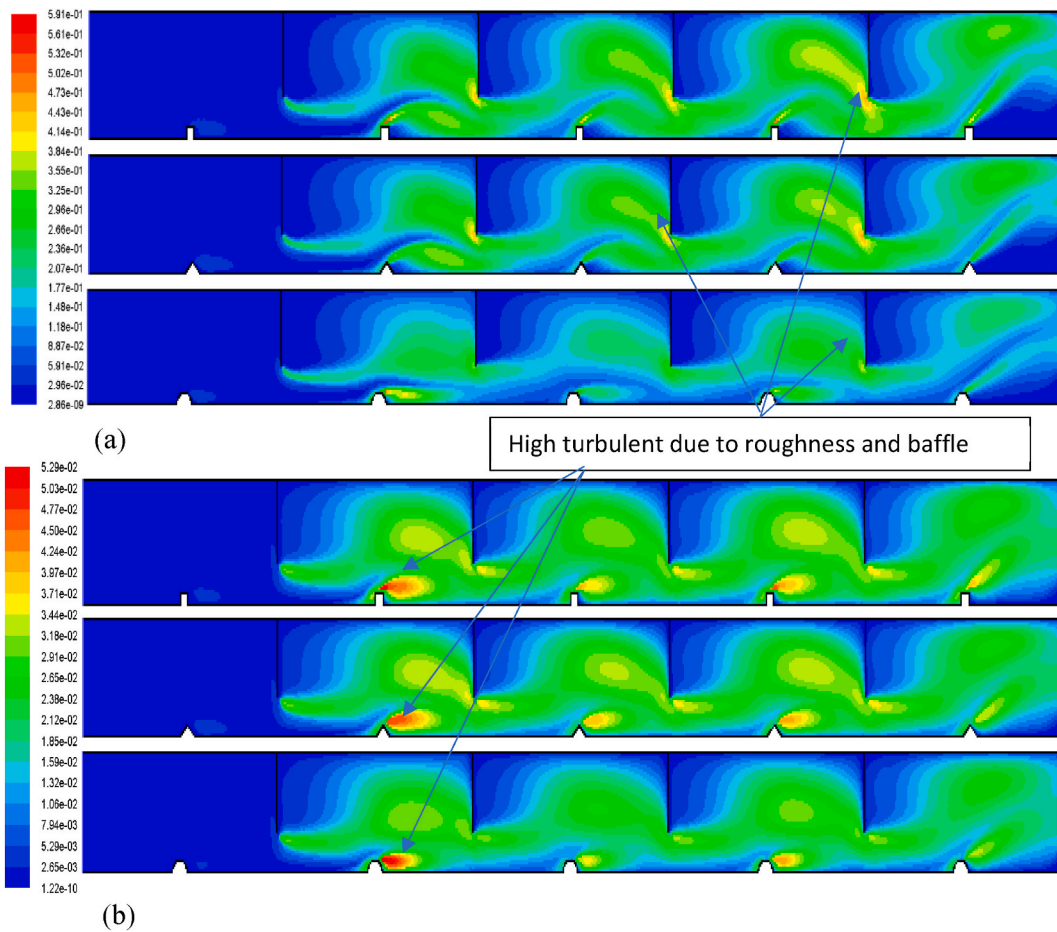 5.91e-01
5.61e-01
5.32e-01
5.02e-01
4.73e-01
4.43e-01
4.14e-01
3.84e-01
3.55e-01
3.25e-01
2.96e-01
2.66e-01
2.36e-01
2.07e-01
1.77e-01
1.48e-01
1.18e-01
8.87e-02
5.91e-02
2.96e-02
2.86e-09
(a)
High turbulent due to roughness and baffle
5.29e-02
5.03e-02
4.77e-02
4.50e-02
4.24e-02
3.97e-02
3.71e-02
3.44e-02
3.18e-02
2.91e-02
2.65e-02
2.38e-02
2.12e-02
1.85e-02
1.59e-02
1.32e-02
1.06e-02
7.94e-03
5.29e-03
2.65e-03
1.22e-10
(b)